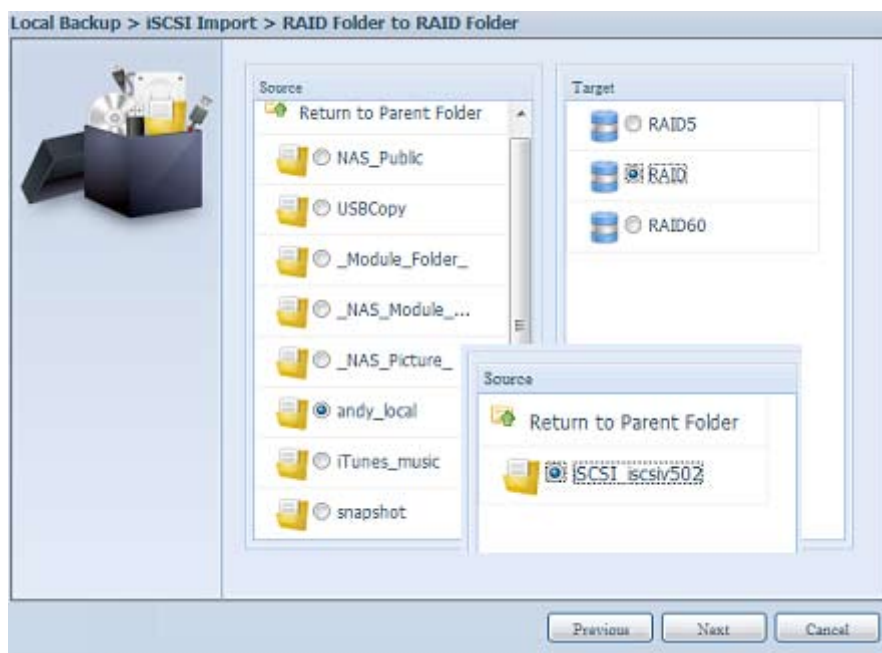 Local Backup > iSCSI Import > RAID Folder to RAID Folder
Source
Return to Parent Folder
NAS_Public
USBCopy
_Module_Folder_
_NAS_Module_...
_NAS_Picture_
andy_local
iTunes_music
snapshot
Target
RAID5
RAID
RAID60
Source
Return to Parent Folder
iSCSI_iscsiv502
Previous
Next
Cancel